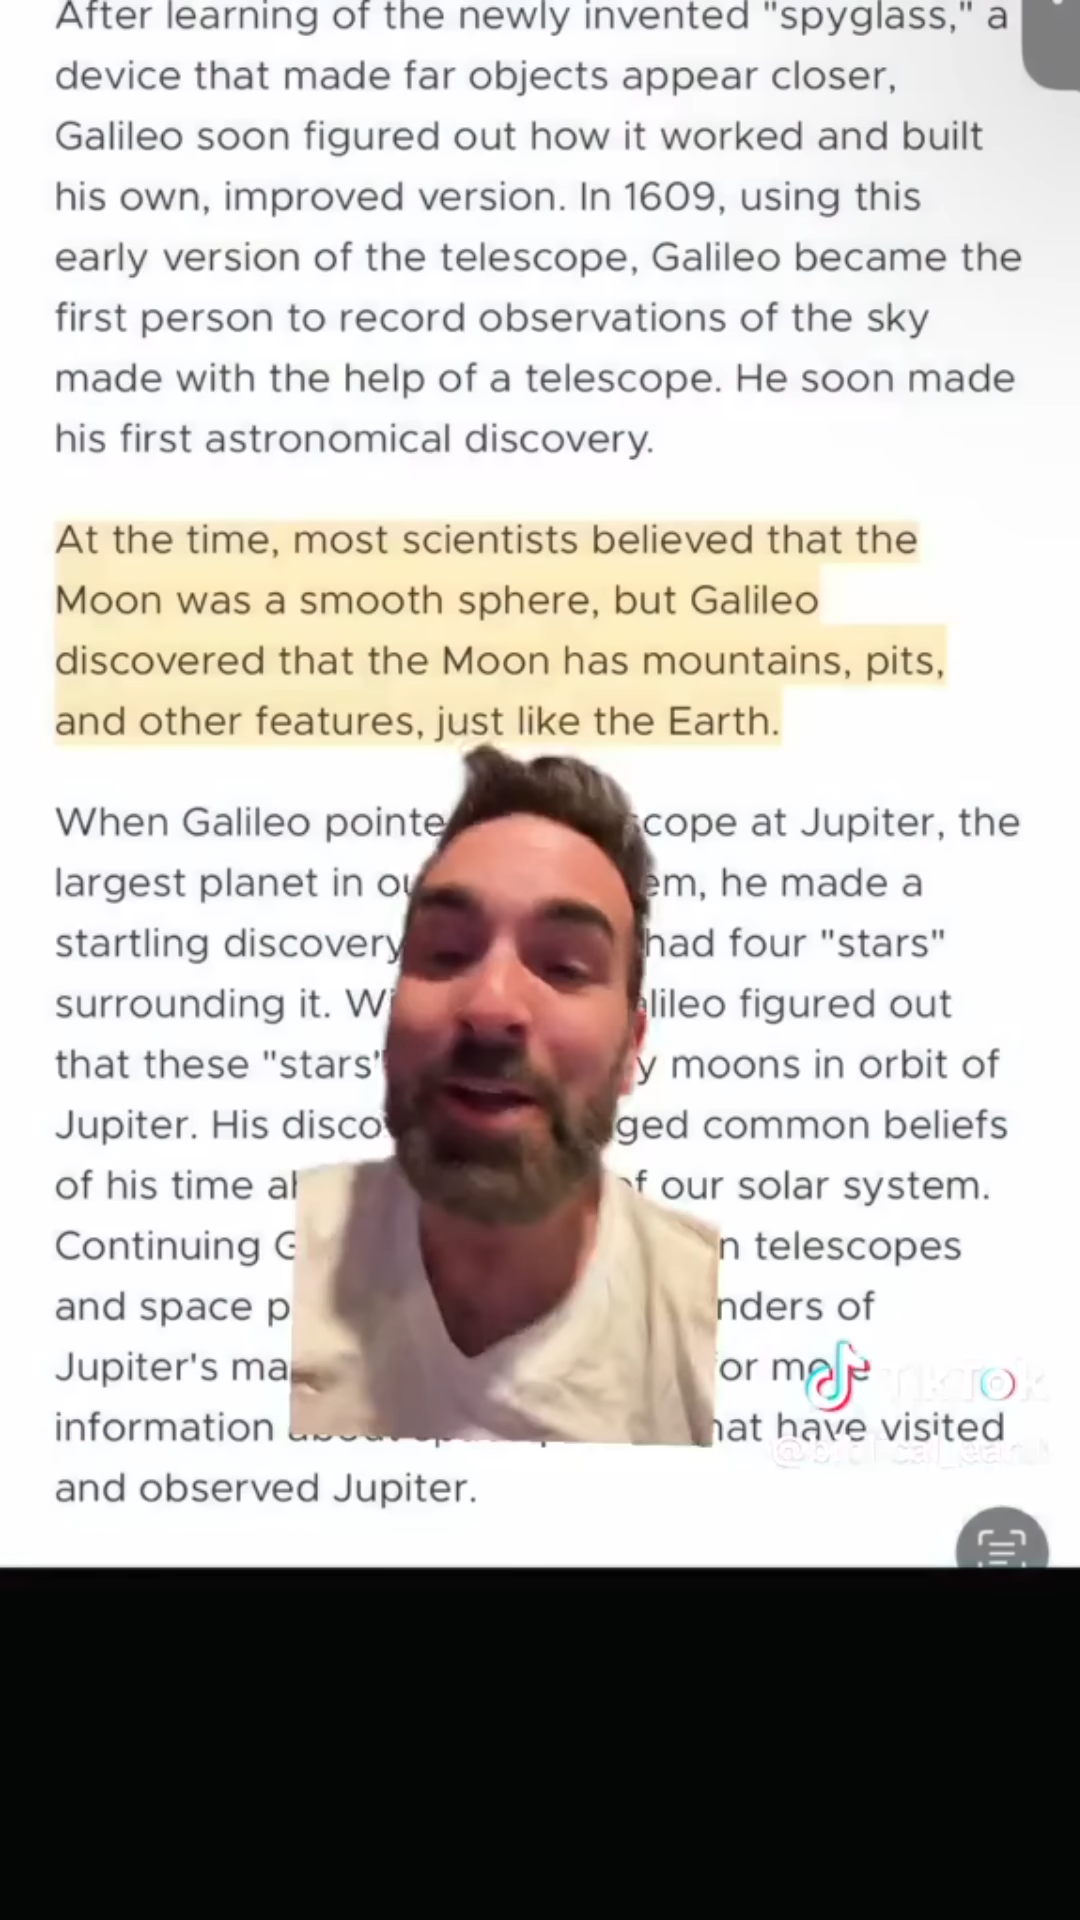 After learning of the newly invented "spyglass," a
device that made far objects appear closer,
Galileo soon figured out how it worked and built
his own, improved version. In 1609, using this
early version of the telescope, Galileo became the
first person to record observations of the sky
made with the help of a telescope. He soon made
his first astronomical discovery.
At the time, most scientists believed that the
Moon was a smooth sphere, but Galileo
discovered that the Moon has mountains, pits,
and other features, just like the Earth.
When Galileo pointe cope at Jupiter, the
largest planet in ou em, he made a
startling discovery had four "stars"
surrounding it. Wi lileo figured out
that these "stars" y moons in orbit of
Jupiter. His disco ged common beliefs
of his time a of our solar system.
Continuing G n telescopes
and space p nders of
Jupiter's ma or more
information about hat have visited
and observed Jupiter.
TikTok